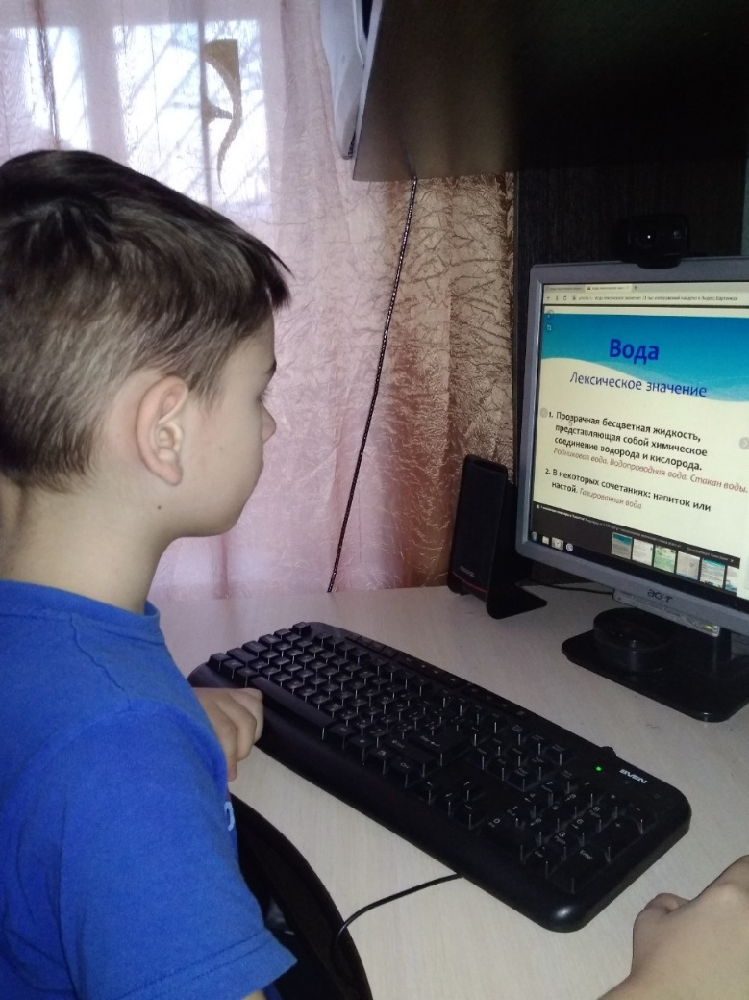 Вода
Лексическое значение
1. Прозрачная бесцветная жидкость,
представляющая собой химическое
соединение водорода и кислорода.
Родниковая вода. Водопроводная вода. Стакан воды.
2. В некоторых сочетаниях: напиток или
настой. Газированная вода.
acer
SVEN